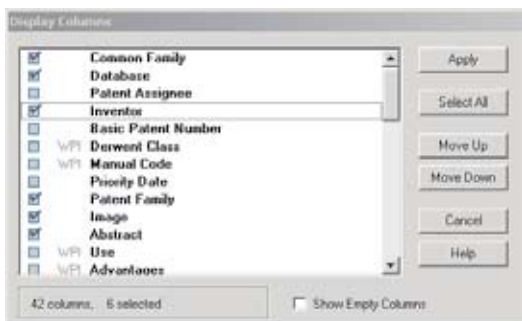 Display Columns
Common Family
Database
Patent Assignee
Inventor
Basic Patent Number
WPI Derwent Class
WPI Manual Code
Priority Date
Patent Family
Image
Abstract
WPI Use
WPI Advantages
Apply
Select All
Move Up
Move Down
Cancel
Help
42 columns, 6 selected
Show Empty Columns